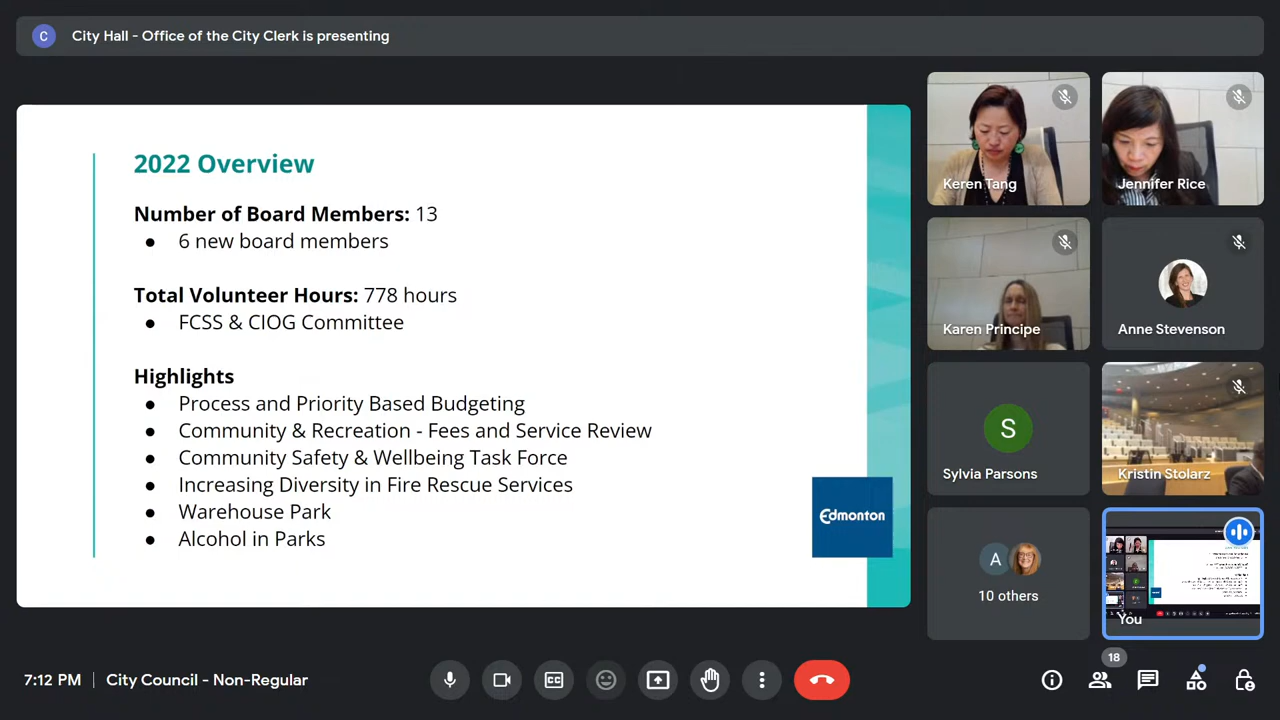 C
City Hall - Office of the City Clerk is presenting
2022 Overview
Number of Board Members: 13
● 6 new board members
Total Volunteer Hours: 778 hours
● FCSS & CIOG Committee
Highlights
● Process and Priority Based Budgeting
● Community & Recreation - Fees and Service Review
● Community Safety & Wellbeing Task Force
● Increasing Diversity in Fire Rescue Services
● Warehouse Park
● Alcohol in Parks
Edmonton
Keren Tang
Jennifer Rice
Karen Principe
Anne Stevenson
S
Sylvia Parsons
Kristin Stolarz
A
10 others
You
7:12 PM | City Council - Non-Regular
CC
18